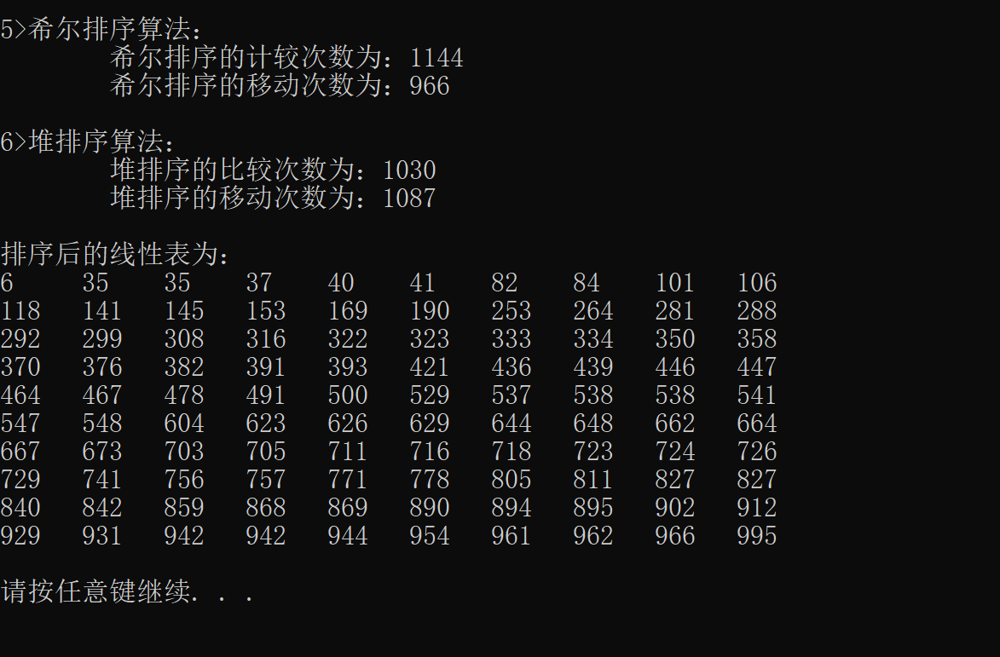 5>希尔排序算法:
希尔排序的计较次数为: 1144
希尔排序的移动次数为: 966
6>堆排序算法:
堆排序的比较次数为: 1030
堆排序的移动次数为: 1087
排序后的线性表为:
6 35 35 37 40 41 82 84 101 106
118 141 145 153 169 190 253 264 281 288
292 299 308 316 322 323 333 334 350 358
370 376 382 391 393 421 436 439 446 447
464 467 478 491 500 529 537 538 538 541
547 548 604 623 626 629 644 648 662 664
667 673 703 705 711 716 718 723 724 726
729 741 756 757 771 778 805 811 827 827
840 842 859 868 869 890 894 895 902 912
929 931 942 942 944 954 961 962 966 995
请按任意键继续. . .